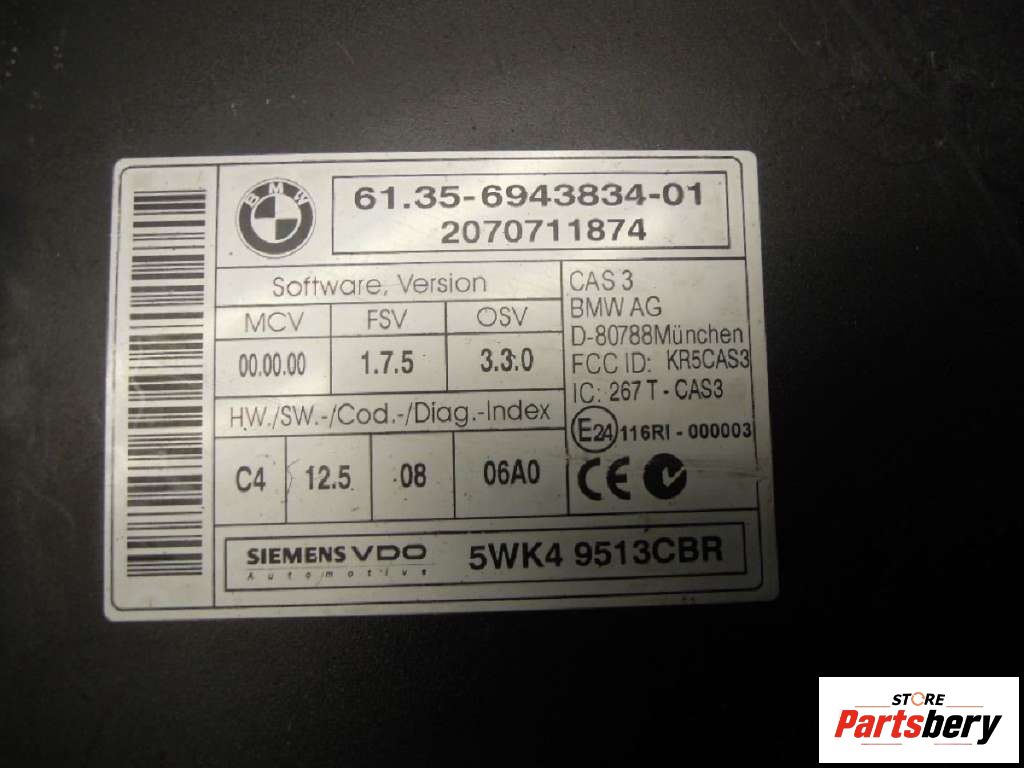 BMW
61.35-6943834-01
2070711874
Software, Version
MCV FSV OSV
00.00.00 1.7.5 3.3.0
H.W./SW.-/Cod.-/Diag.-Index
C4 12.5 08 06A0
CAS 3
BMW AG
D-80788München
FCC ID: KR5CAS3
IC: 267 T - CAS3
E24 116RI - 000003
CE
SIEMENS VDO
Automotive
5WK4 9513CBR
STORE
Partsbery